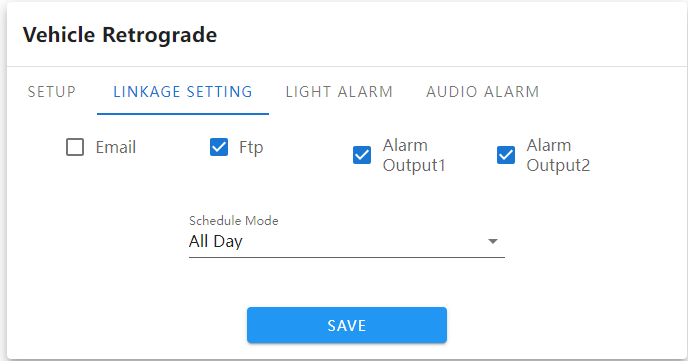 Vehicle Retrograde
SETUP LINKAGE SETTING LIGHT ALARM AUDIO ALARM
Email Ftp Alarm Output1 Alarm Output2
Schedule Mode
All Day
SAVE